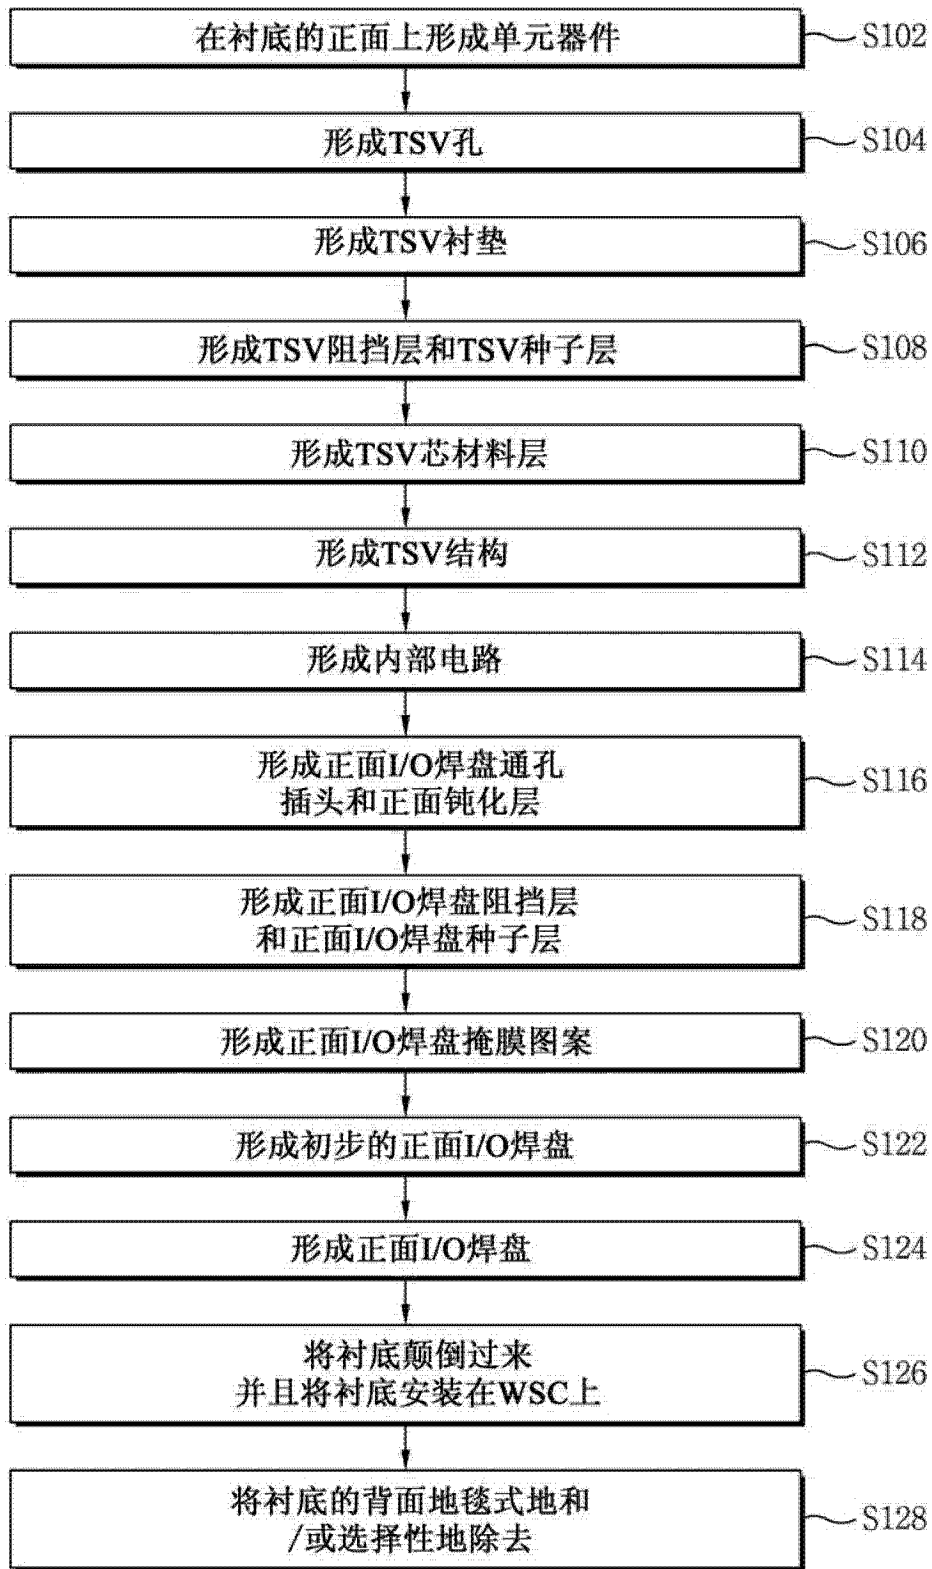 在衬底的正面上形成单元器件 S102
形成TSV孔 S104
形成TSV衬垫 S106
形成TSV阻挡层和TSV种子层 S108
形成TSV芯材料层 S110
形成TSV结构 S112
形成内部电路 S114
形成正面I/O焊盘通孔
插头和正面钝化层 S116
形成正面I/O焊盘阻挡层
和正面I/O焊盘种子层 S118
形成正面I/O焊盘掩膜图案 S120
形成初步的正面I/O焊盘 S122
形成正面I/O焊盘 S124
将衬底颠倒过来
并且将衬底安装在WSC上 S126
将衬底的背面地毯式地和
/或选择性地除去 S128